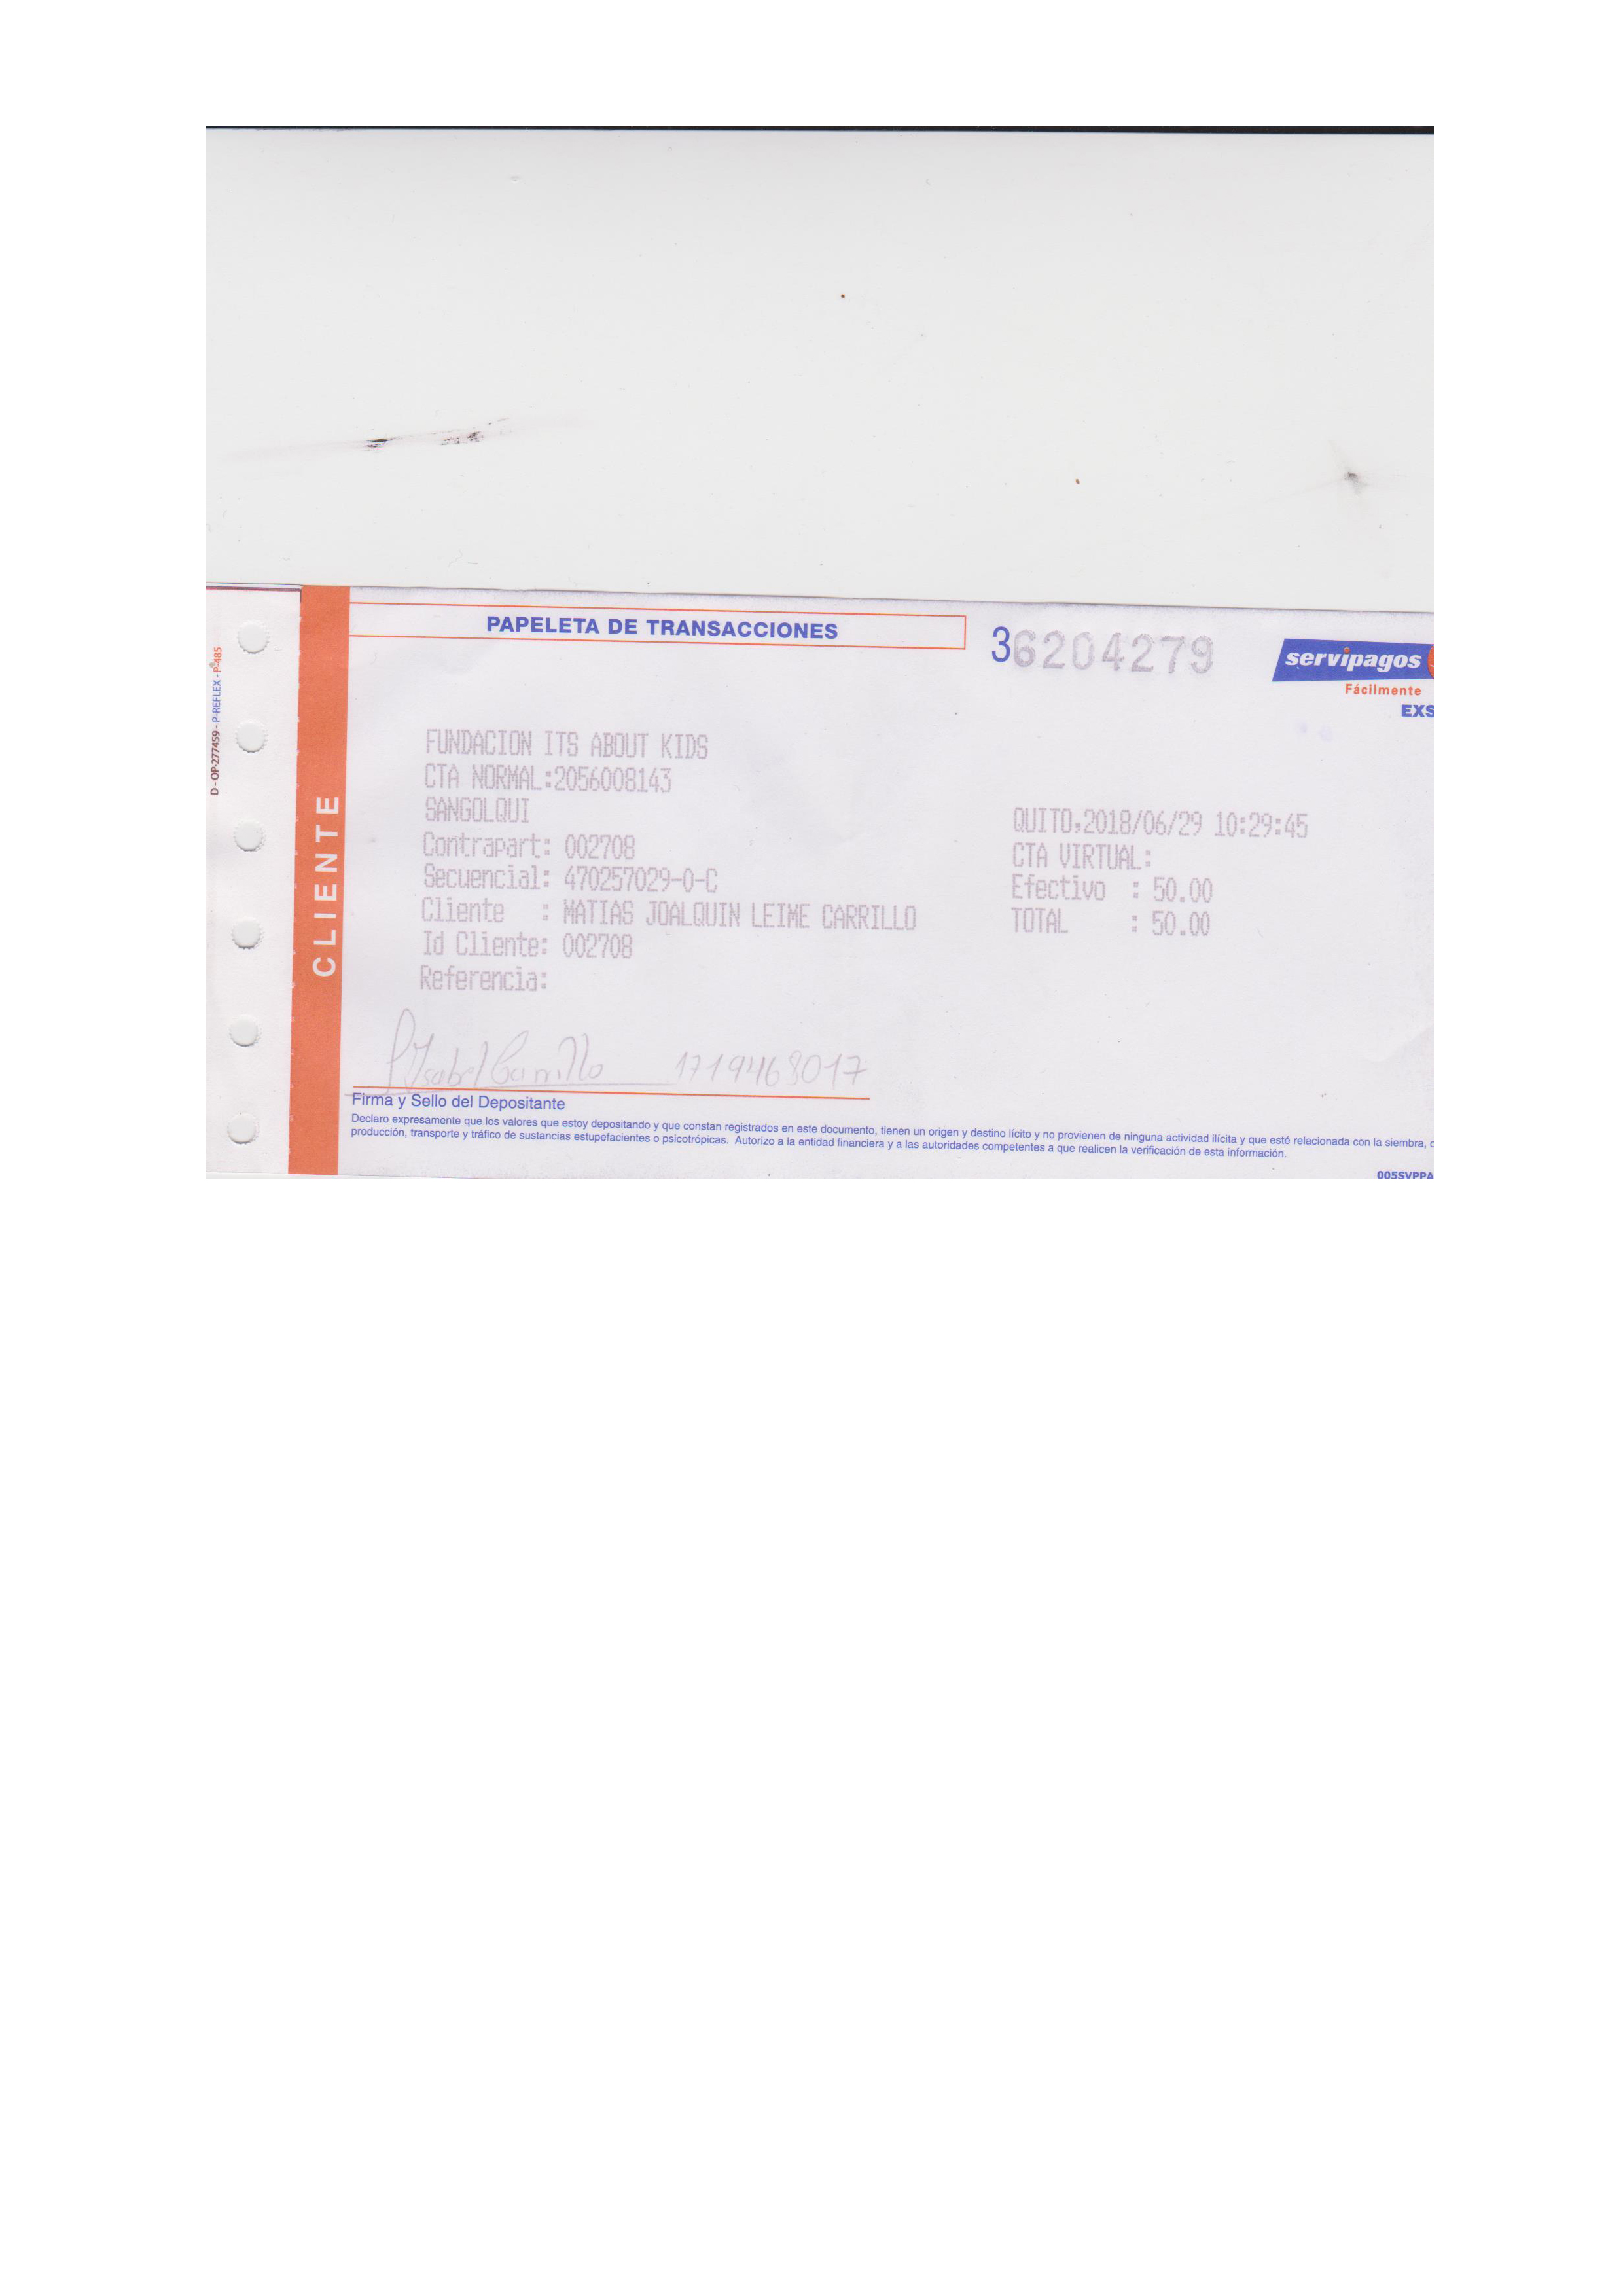 PAPELETA DE TRANSACCIONES
36204279
servipagos
Fácilmente
EXS
D - OP-277459 - P-REFLEX - P-485
CLIENTE
FUNDACION ITS ABOUT KIDS
CTA NORMAL:2056008143
SANGOLQUI
Contrapart: 002708
Secuencial: 470257029-0-C
Cliente : MATIAS JOALQUIN LEIME CARRILLO
Id Cliente: 002708
Referencia:
QUITO,2018/06/29 10:29:45
CTA VIRTUAL:
Efectivo : 50.00
TOTAL : 50.00
Isabel Carrillo 1719468017
Firma y Sello del Depositante
Declaro expresamente que los valores que estoy depositando y que constan registrados en este documento, tienen un origen y destino lícito y no provienen de ninguna actividad ilícita y que esté relacionada con la siembra,
producción, transporte y tráfico de sustancias estupefacientes o psicotrópicas. Autorizo a la entidad financiera y a las autoridades competentes a que realicen la verificación de esta información.
005SVPPA